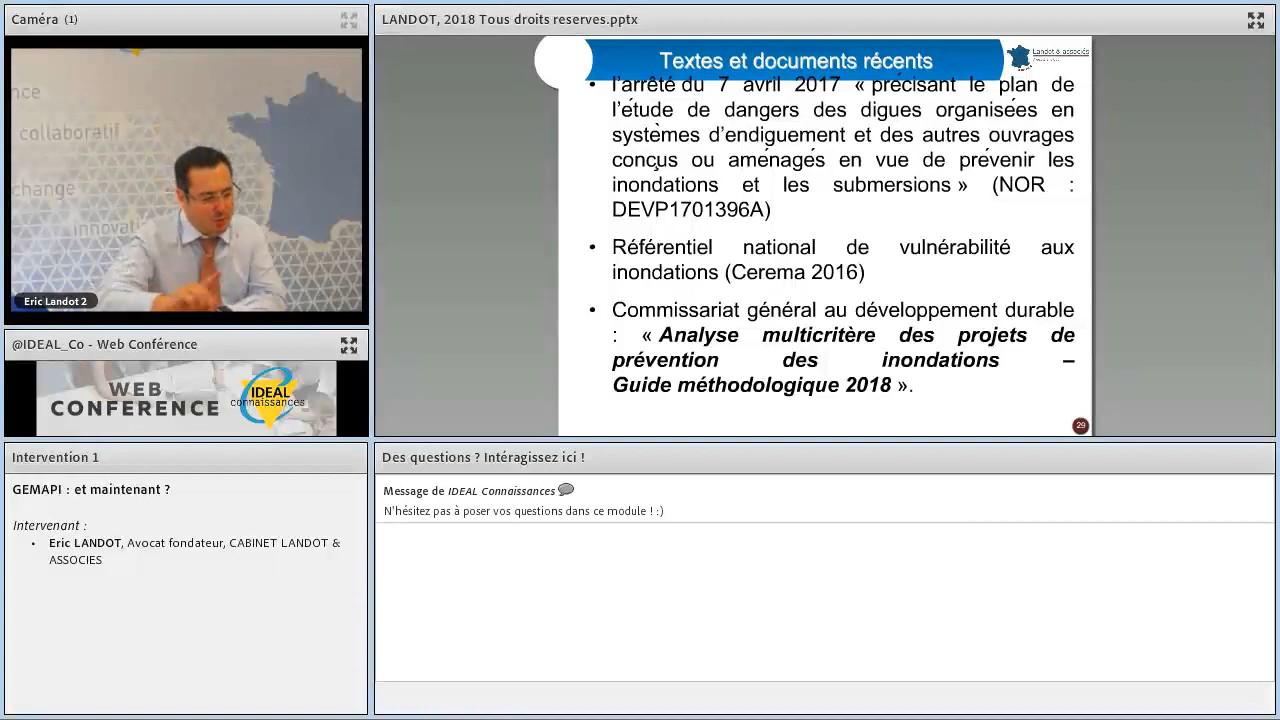 Caméra (1)
nce
collaboratif
change
innovati
Eric Landot 2
@IDEAL_Co - Web Conférence
WEB
CONFERENCE
IDEAL
connaissances
Intervention 1
GEMAPI : et maintenant ?
Intervenant :
• Eric LANDOT, Avocat fondateur, CABINET LANDOT &
ASSOCIES
LANDOT, 2018 Tous droits reserves.pptx
Textes et documents récents
Landot & associés
• l’arrêté du 7 avril 2017 « précisant le plan de
l’étude de dangers des digues organisées en
systèmes d’endiguement et des autres ouvrages
conçus ou aménagés en vue de prévenir les
inondations et les submersions » (NOR :
DEVP1701396A)
• Référentiel national de vulnérabilité aux
inondations (Cerema 2016)
• Commissariat général au développement durable
: « Analyse multicritère des projets de
prévention des inondations –
Guide méthodologique 2018 ».
29
Des questions ? Intéragissez ici !
Message de IDEAL Connaissances
N'hésitez pas à poser vos questions dans ce module ! :)